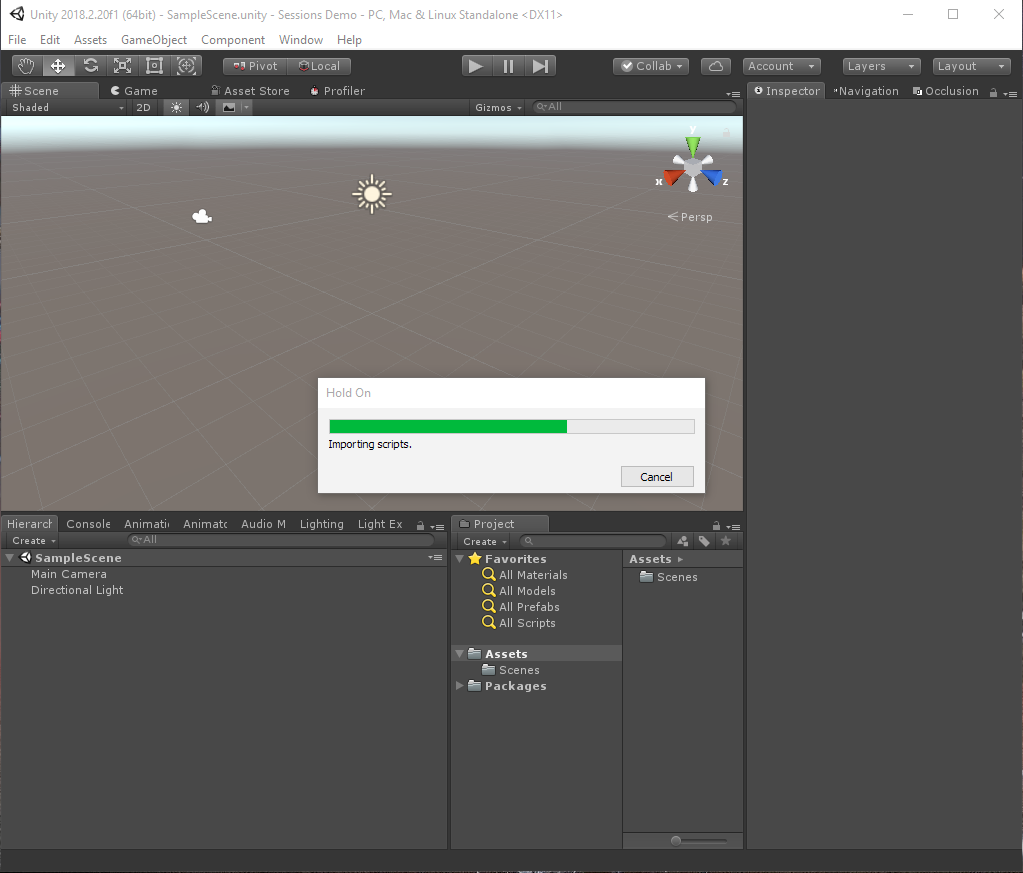 Unity 2018.2.20f1 (64bit) - SampleScene.unity - Sessions Demo - PC, Mac & Linux Standalone <DX11>
File Edit Assets GameObject Component Window Help
Pivot Local Collab Account Layers Layout
Scene Game Asset Store Profiler Inspector Navigation Occlusion
Shaded 2D Gizmos All
y
x z
Persp
Hold On
Importing scripts.
Cancel
Hierarch Console Animatic Animato Audio M Lighting Light Ex Project
Create All Create
SampleScene Favorites Assets
Main Camera All Materials Scenes
Directional Light All Models
All Prefabs
All Scripts
Assets
Scenes
Packages